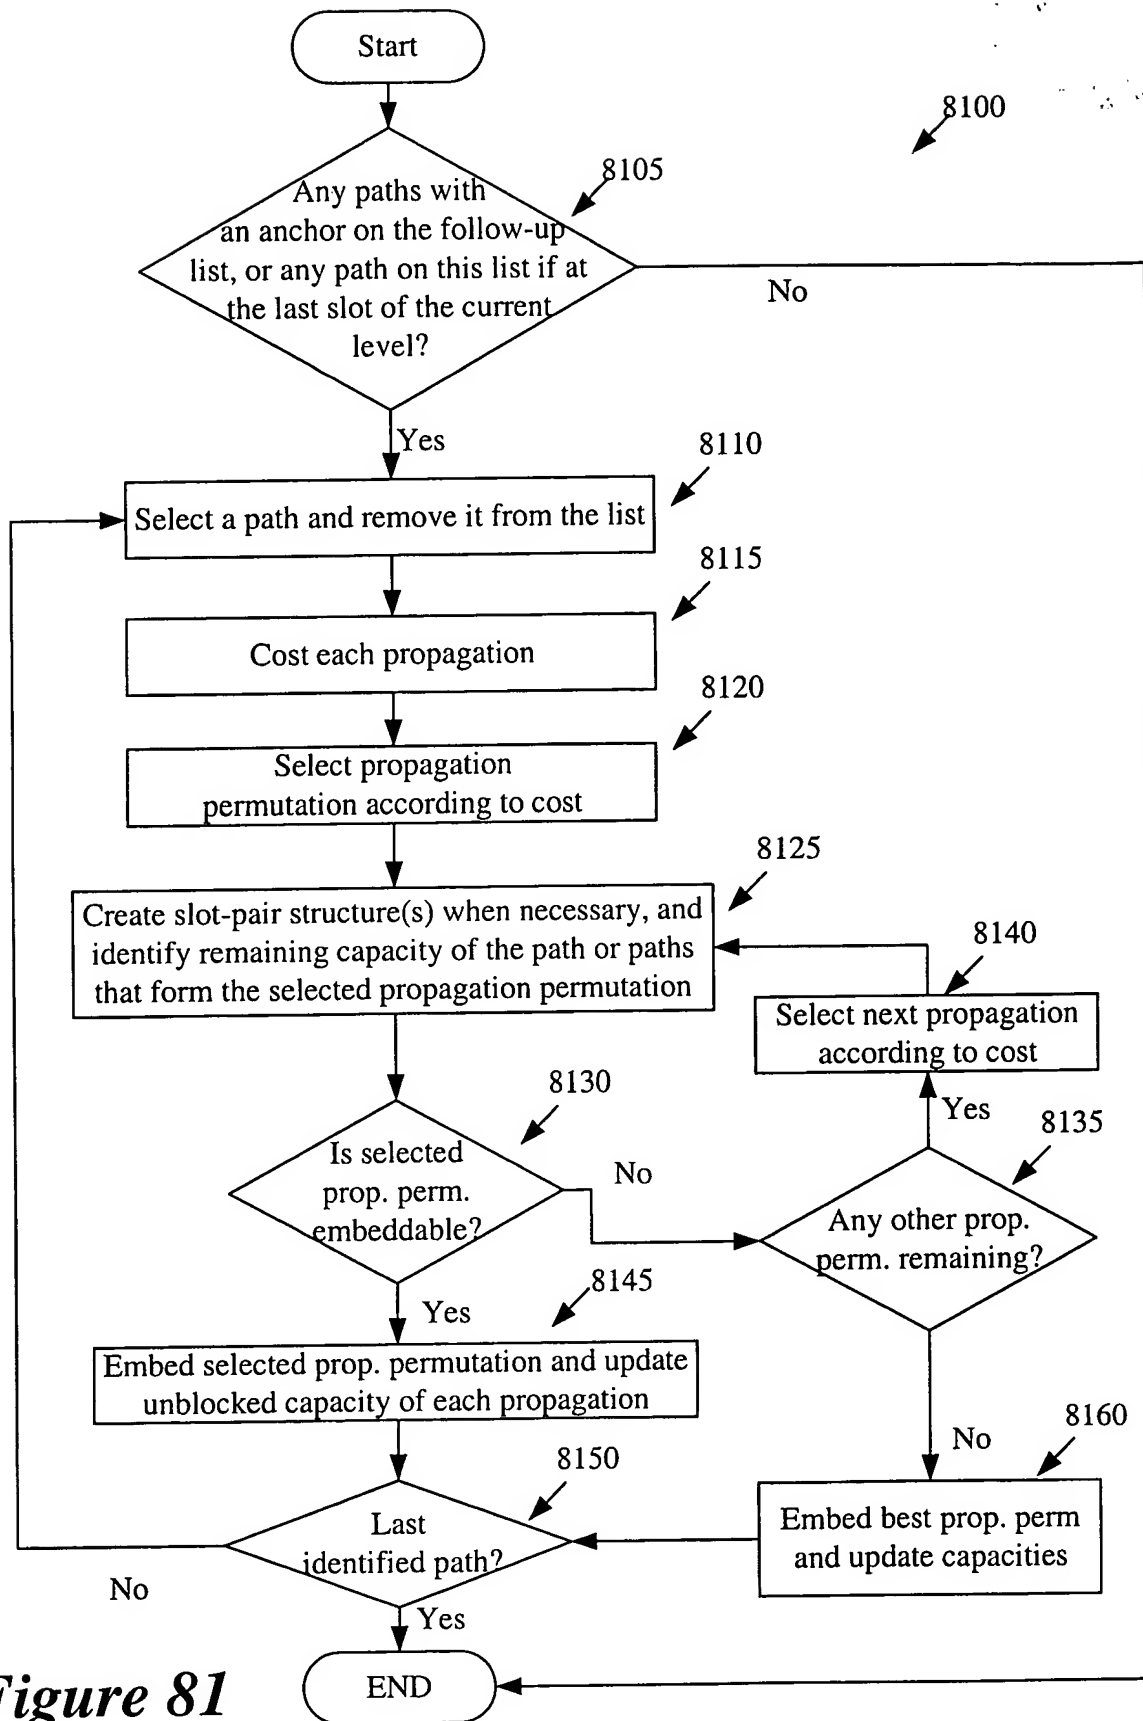 Start
8100
8105
Any paths with
an anchor on the follow-up
list, or any path on this list if at
the last slot of the current
level?
No
Yes
8110
Select a path and remove it from the list
8115
Cost each propagation
8120
Select propagation
permutation according to cost
8125
Create slot-pair structure(s) when necessary, and
identify remaining capacity of the path or paths
that form the selected propagation permutation
8140
Select next propagation
according to cost
Yes
8130
Is selected
prop. perm.
embeddable?
No
8135
Any other prop.
perm. remaining?
8145
Yes
Embed selected prop. permutation and update
unblocked capacity of each propagation
No
8160
Embed best prop. perm
and update capacities
8150
Last
identified path?
No
Yes
END
Figure 81